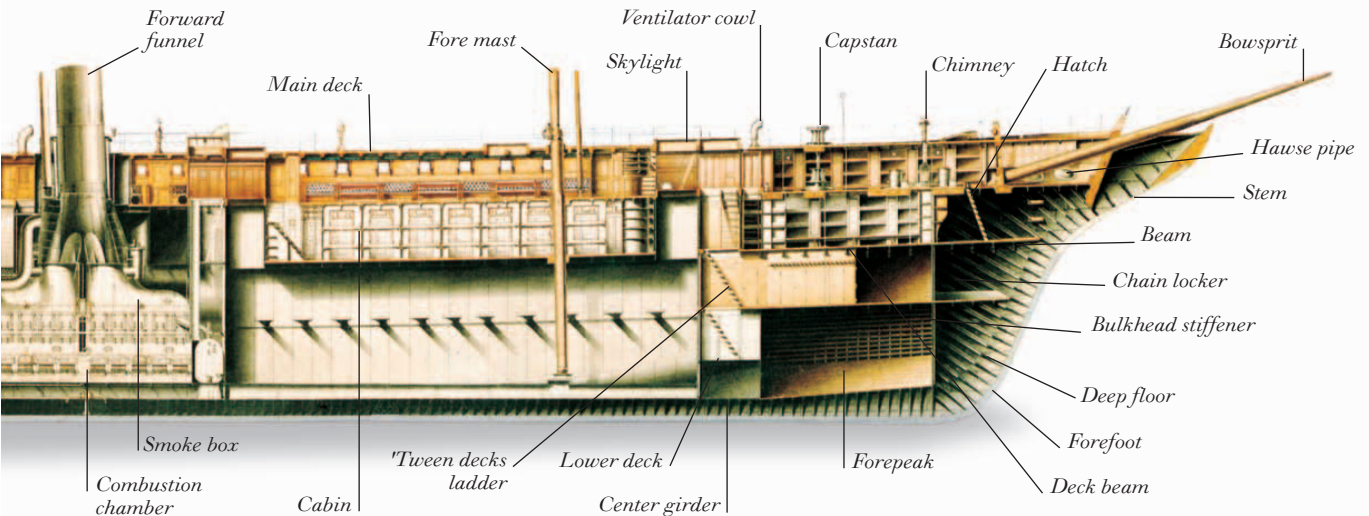 Forward
funnel
Main deck
Fore mast
Skylight
Ventilator cowl
Capstan
Chimney
Hatch
Bowsprit
Hawse pipe
Stem
Beam
Chain locker
Bulkhead stiffener
Deep floor
Forefoot
Deck beam
Forepeak
Center girder
Lower deck
'Tween decks
ladder
Cabin
Smoke box
Combustion
chamber